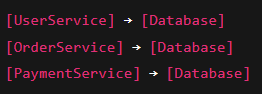 [UserService] → [Database]
[OrderService] → [Database]
[PaymentService] → [Database]